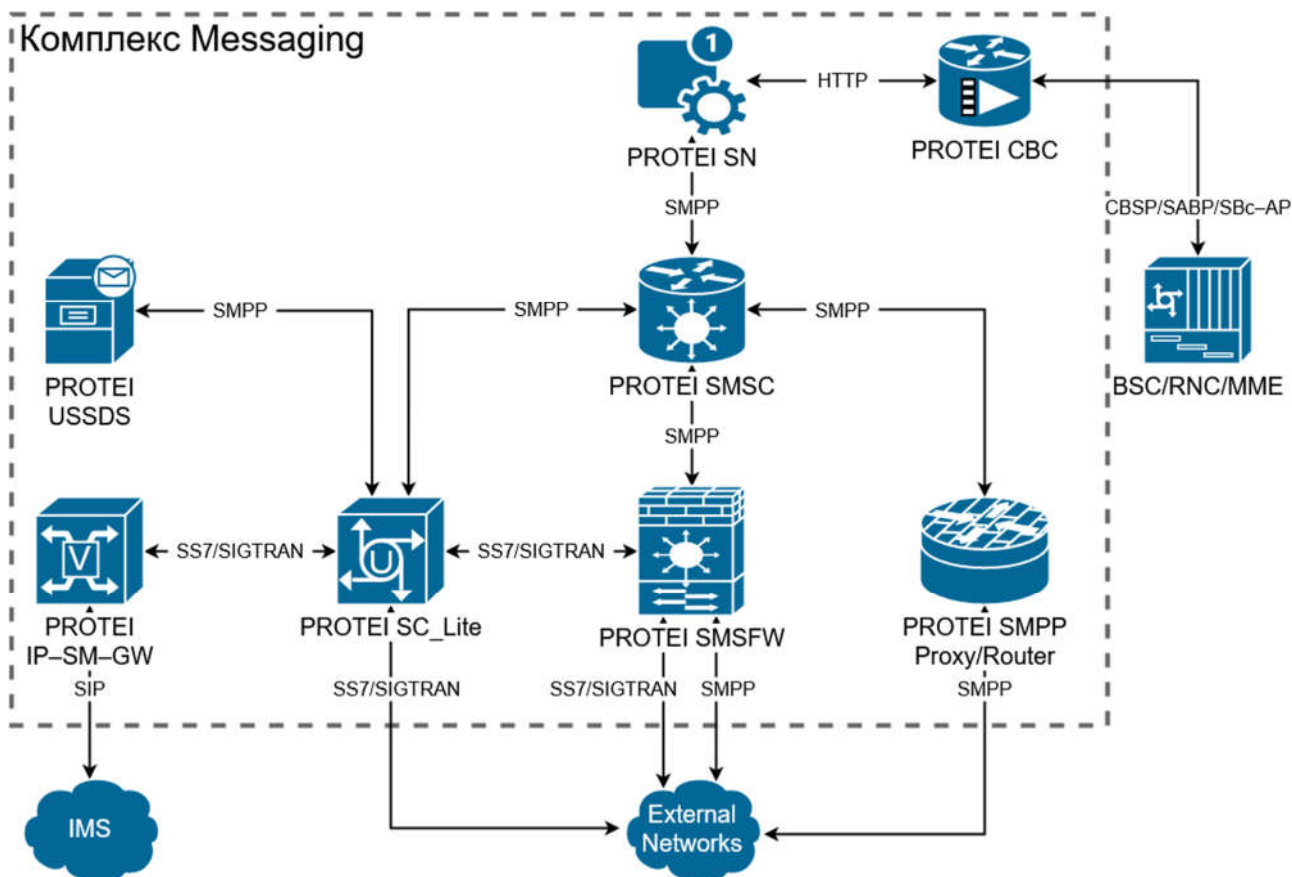 Комплекс Messaging
1
HTTP
PROTEI SN
PROTEI CBC
SMPP
CBSP/SABP/SBc–AP
SMPP
SMPP
SMPP
PROTEI
USSDS
PROTEI SMSC
BSC/RNC/MME
SMPP
V
SS7/SIGTRAN
U
SS7/SIGTRAN
PROTEI
IP–SM–GW
PROTEI SC_Lite
PROTEI SMSFW
PROTEI SMPP
Proxy/Router
SIP
SS7/SIGTRAN
SS7/SIGTRAN
SMPP
SMPP
IMS
External
Networks